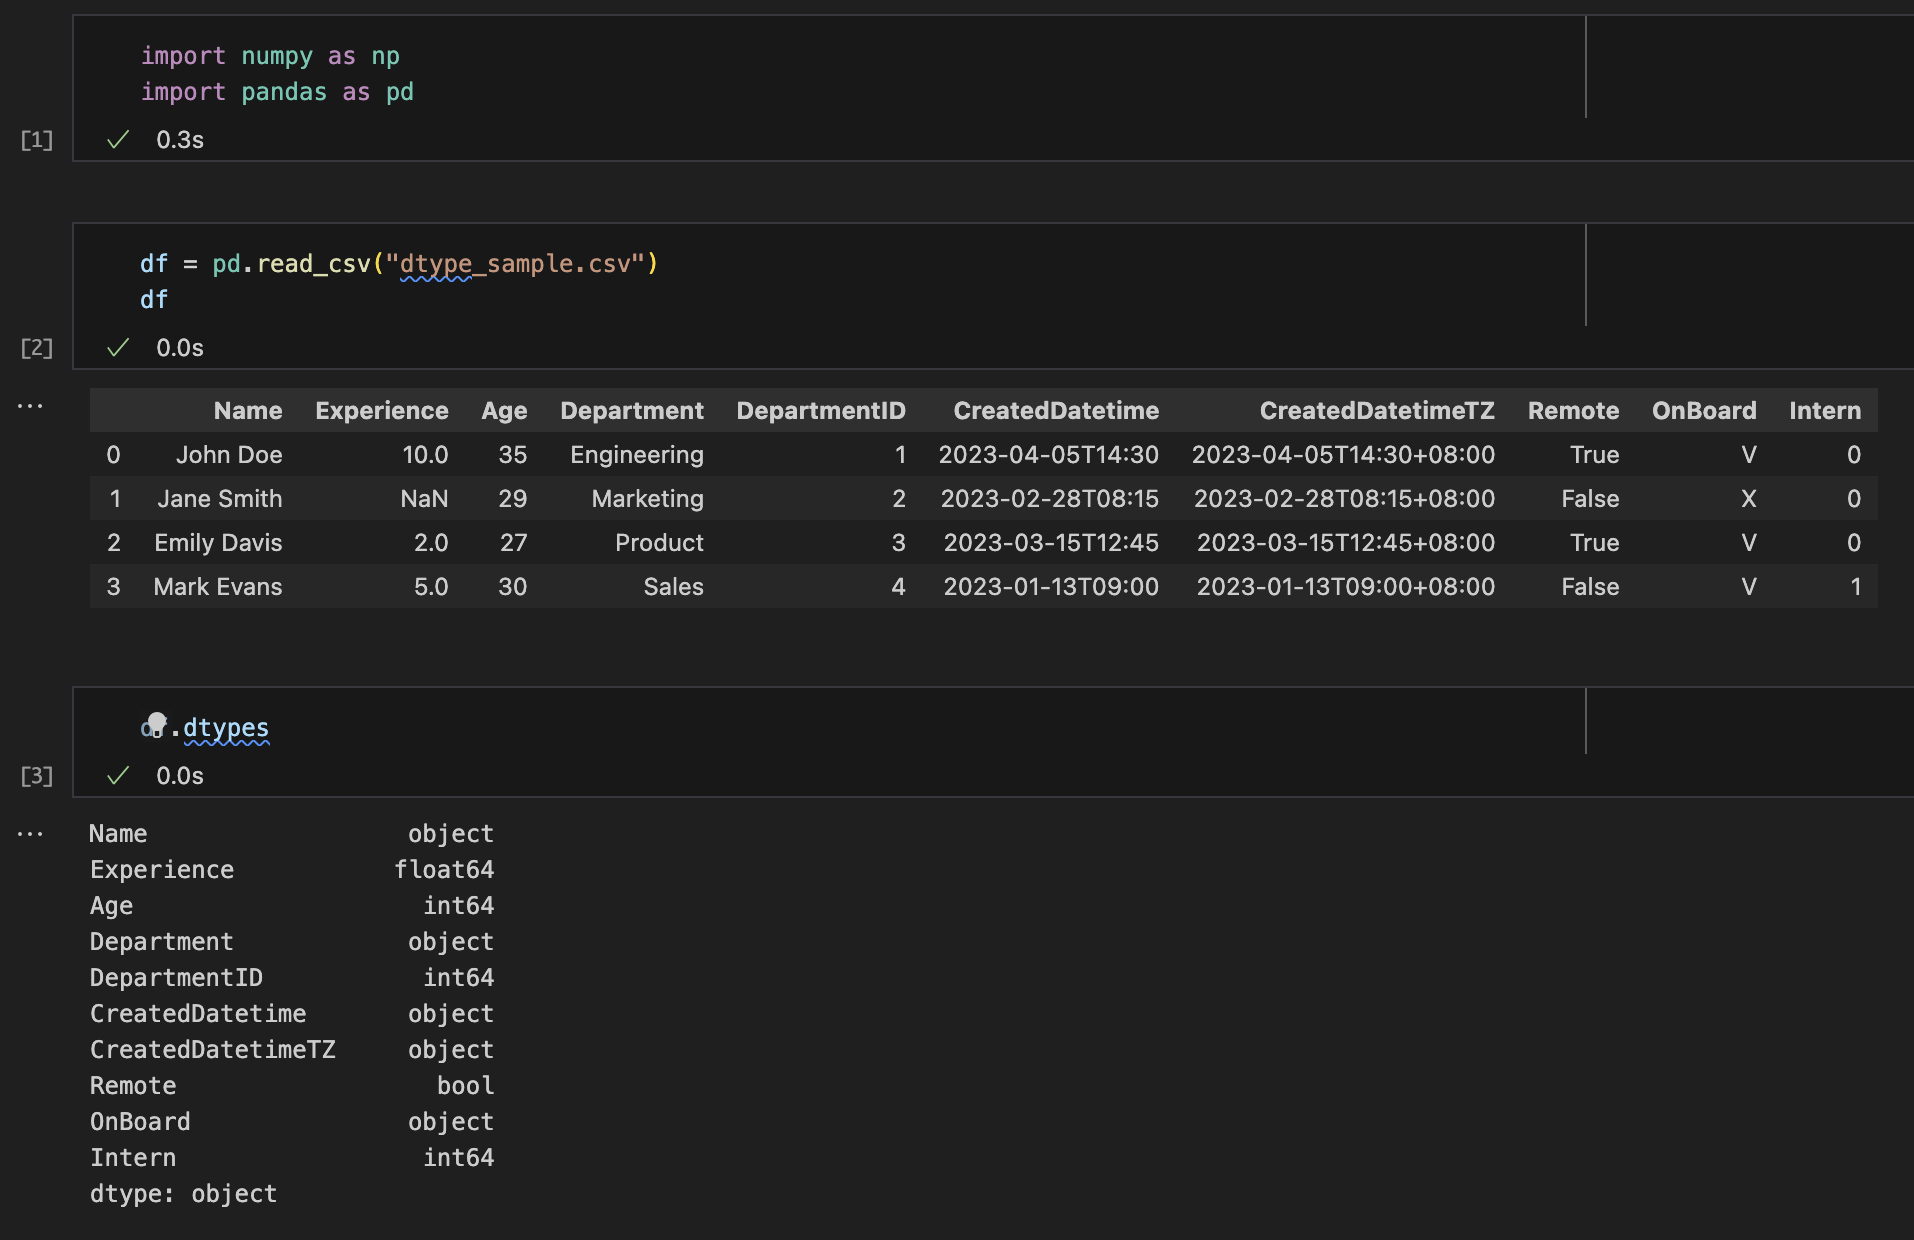 import numpy as np
import pandas as pd
[1] 0.3s
df = pd.read_csv("dtype_sample.csv")
df
[2] 0.0s
Name Experience Age Department DepartmentID CreatedDatetime CreatedDatetimeTZ Remote OnBoard Intern
0 John Doe 10.0 35 Engineering 1 2023-04-05T14:30 2023-04-05T14:30+08:00 True V 0
1 Jane Smith NaN 29 Marketing 2 2023-02-28T08:15 2023-02-28T08:15+08:00 False X 0
2 Emily Davis 2.0 27 Product 3 2023-03-15T12:45 2023-03-15T12:45+08:00 True V 0
3 Mark Evans 5.0 30 Sales 4 2023-01-13T09:00 2023-01-13T09:00+08:00 False V 1
df.dtypes
[3] 0.0s
Name object
Experience float64
Age int64
Department object
DepartmentID int64
CreatedDatetime object
CreatedDatetimeTZ object
Remote bool
OnBoard object
Intern int64
dtype: object